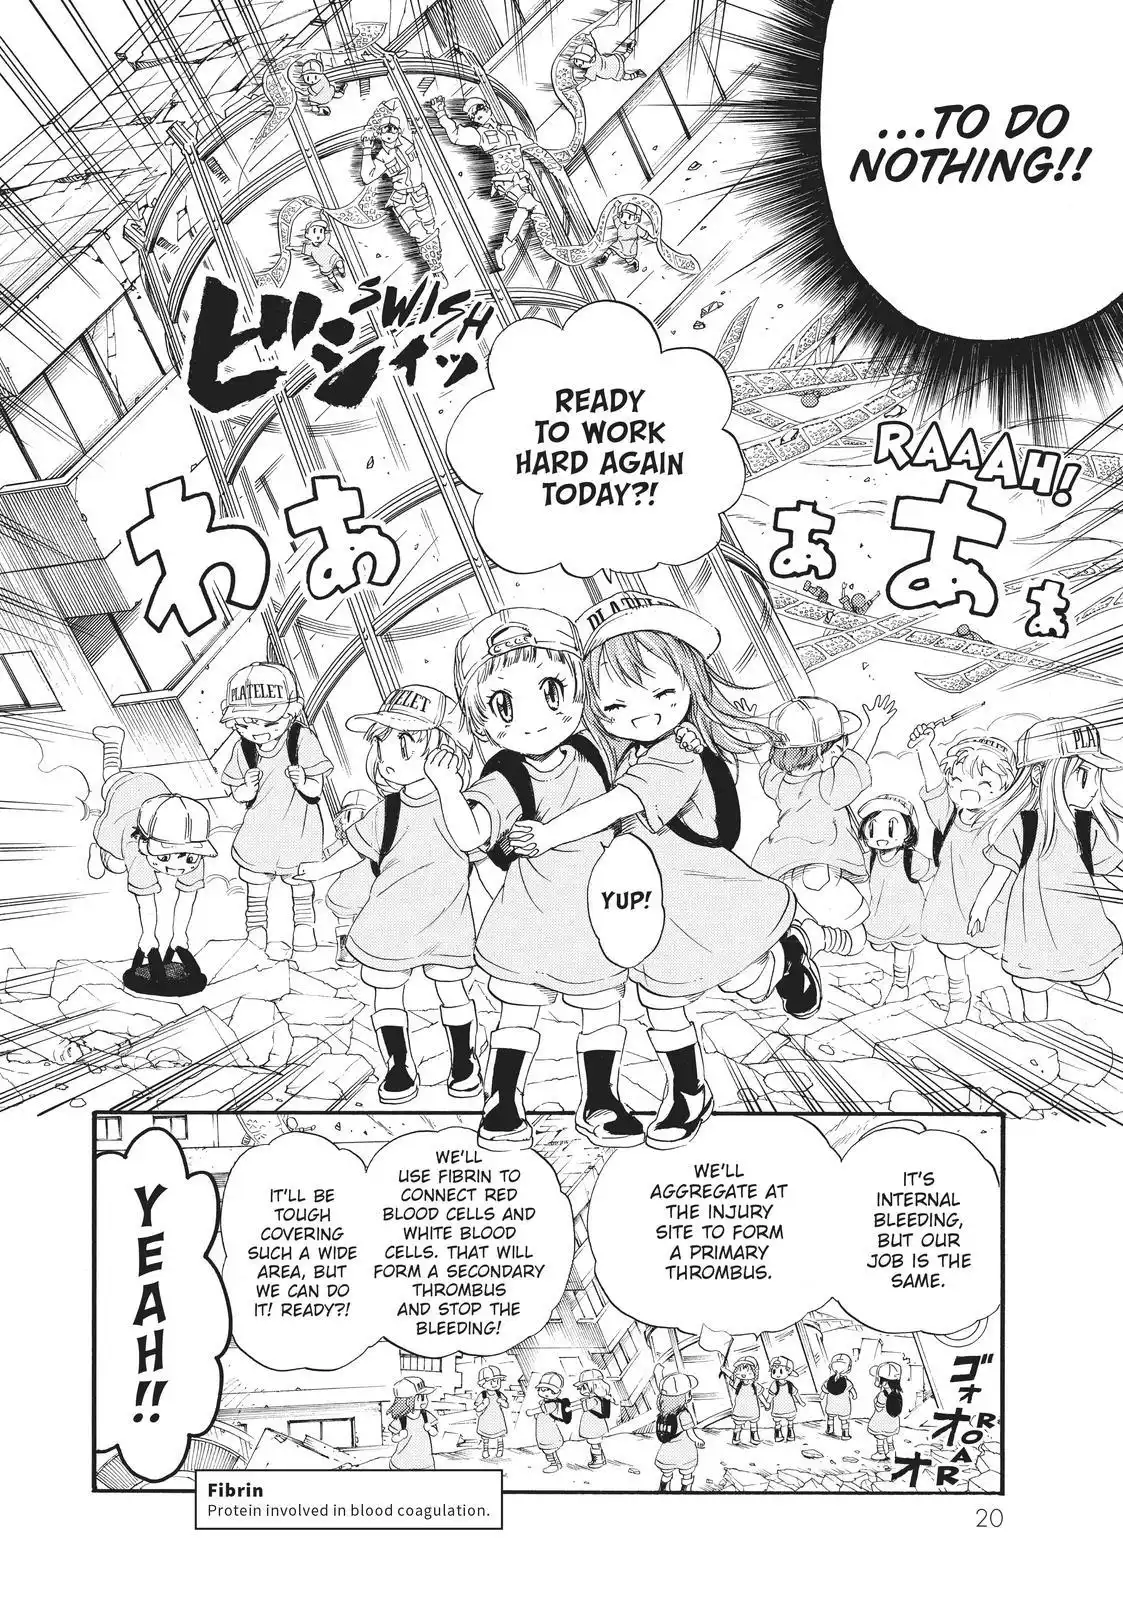 ...TO DO
NOTHING!!
SWISH
ビシィッ
READY
TO WORK
HARD AGAIN
TODAY?!
RAAAAH!
わぁ
ぁあぁ
PLATELET
PLATELET
PLATELET
PLAT
YUP!
IT'S
INTERNAL
BLEEDING,
BUT OUR
JOB IS THE
SAME.
WE'LL
AGGREGATE AT
THE INJURY
SITE TO FORM
A PRIMARY
THROMBUS.
WE'LL
USE FIBRIN TO
CONNECT RED
BLOOD CELLS AND
WHITE BLOOD
CELLS. THAT WILL
FORM A SECONDARY
THROMBUS
AND STOP THE
BLEEDING!
IT'LL BE
TOUGH
COVERING
SUCH A WIDE
AREA, BUT
WE CAN DO
IT! READY?!
YEAH!!
ゴォオオ
ROAR
Fibrin
Protein involved in blood coagulation.
20